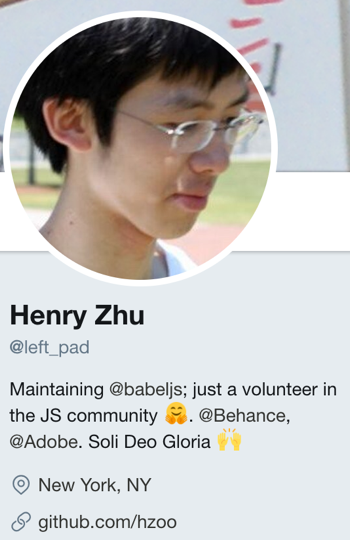 Henry Zhu
@left_pad
Maintaining @babeljs; just a volunteer in
the JS community 🤗. @Behance,
@Adobe. Soli Deo Gloria 🙌
New York, NY
github.com/hzoo